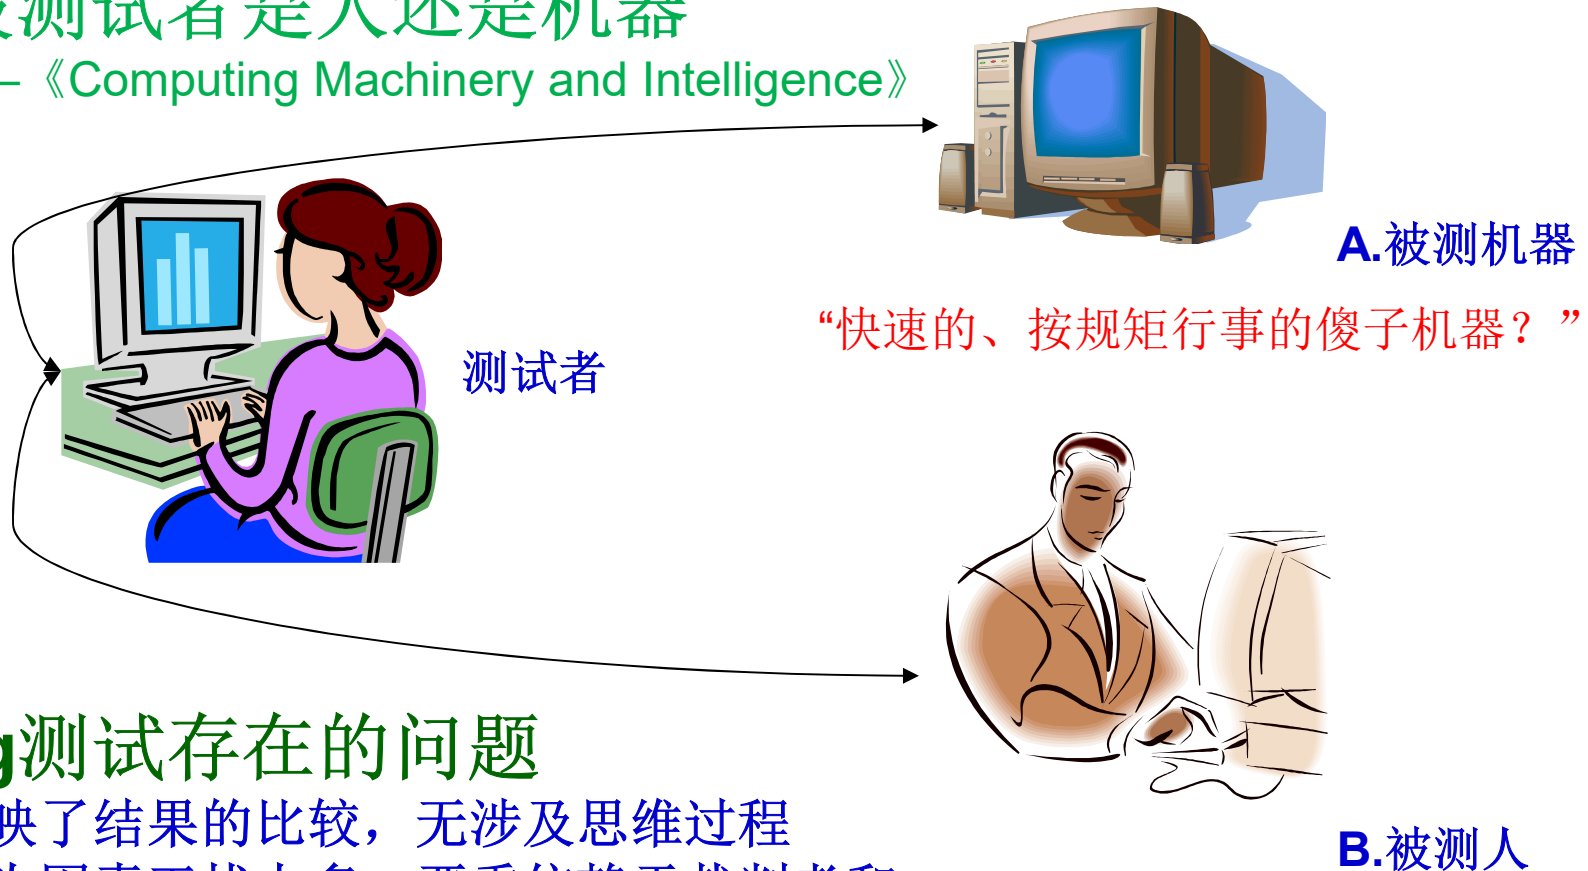 测试者是人还是机器
–《Computing Machinery and Intelligence》
A.被测机器
“快速的、按规矩行事的傻子机器？”
测试者
g测试存在的问题
映了结果的比较，无涉及思维过程
B.被测人